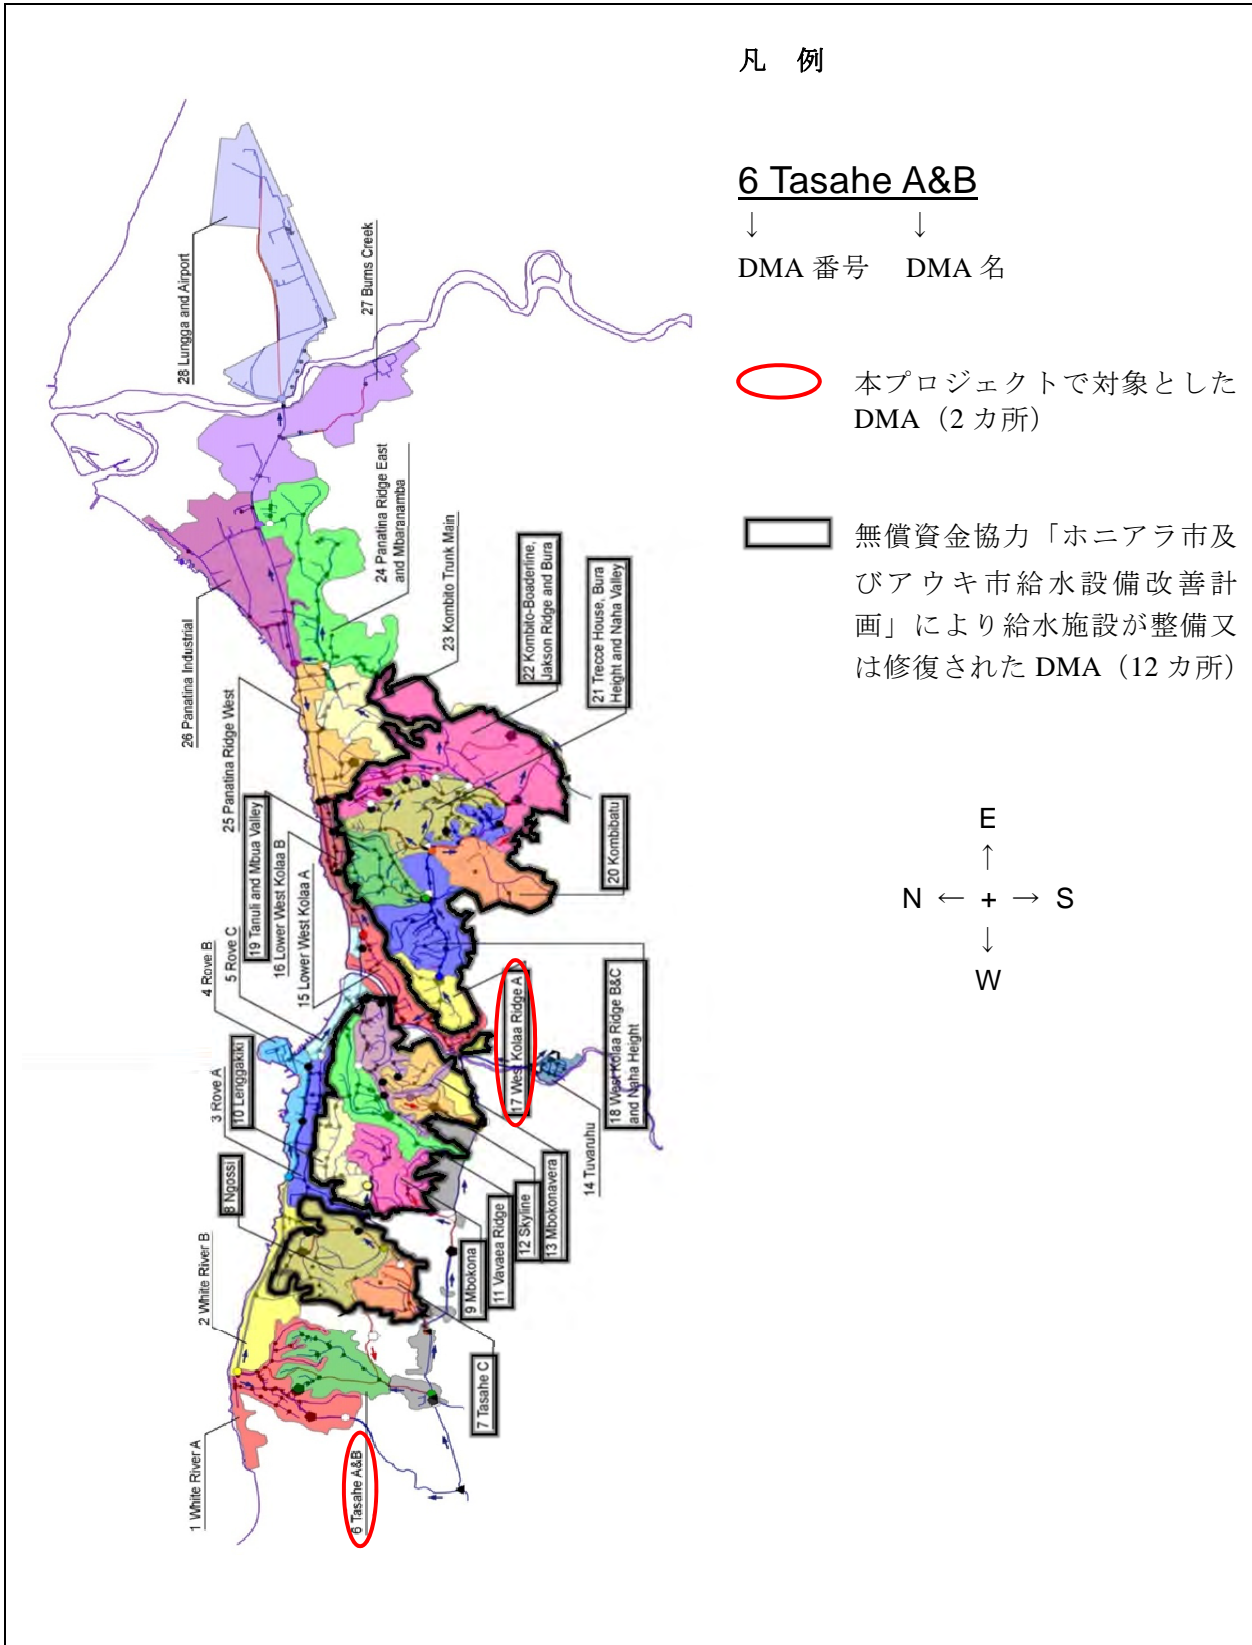 凡 例
6 Tasahe A&B
↓ ↓
DMA 番号 DMA 名
本プロジェクトで対象とした
DMA（2 カ所）
無償資金協力「ホニアラ市及
びアウキ市給水設備改善計
画」により給水施設が整備又
は修復された DMA（12 カ所）
E
↑
N ← + → S
↓
W
28 Lungga and Airport
27 Burns Creek
26 Panatina Industrial
24 Panatina Ridge East
and Mbaranamba
23 Kombito Trunk Main
22 Kombito-Boaderline,
Jakson Ridge and Bura
21 Trecce House, Bura
Height and Naha Valley
25 Panatina Ridge West
19 Tanuli and Mbua Valley
16 Lower West Kolaa B
15 Lower West Kolaa A
20 Kombibatu
5 Rove C
4 Rove B
10 Lenggakiki
3 Rove A
8 Ngossi
2 White River B
1 White River A
17 West Kolaa Ridge A
18 West Kolaa Ridge B&C
and Naha Height
14 Tuvaruhu
13 Mbokonavera
12 Skyline
11 Vavaea Ridge
9 Mbokona
7 Tasahe C
6 Tasahe A&B